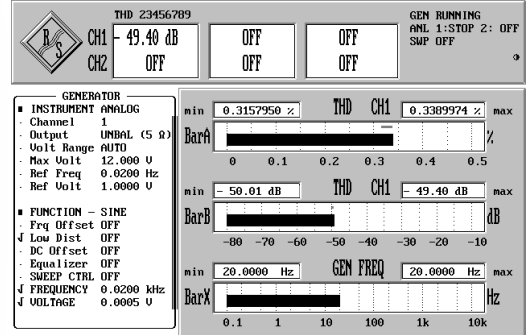 THD 23456789
GEN RUNNING
ANL 1:STOP 2: OFF
SWP OFF
R S
CH1 - 49.40 dB OFF OFF
CH2 OFF OFF OFF
GENERATOR
INSTRUMENT ANALOG
Channel 1
Output UNBAL (5 Ω)
Volt Range AUTO
Max Volt 12.000 V
Ref Freq 0.0200 Hz
Ref Volt 1.0000 V
FUNCTION – SINE
Frq Offset OFF
Low Dist OFF
DC Offset OFF
Equalizer OFF
SWEEP CTRL OFF
FREQUENCY 0.0200 kHz
VOLTAGE 0.0005 V
min 0.3157950 % THD CH1 0.3389974 % max
BarA %
0 0.1 0.2 0.3 0.4 0.5
min - 50.01 dB THD CH1 - 49.40 dB max
BarB dB
-80 -70 -60 -50 -40 -30 -20 -10
min 20.0000 Hz GEN FREQ 20.0000 Hz max
BarX Hz
0.1 1 10 100 1k 10k